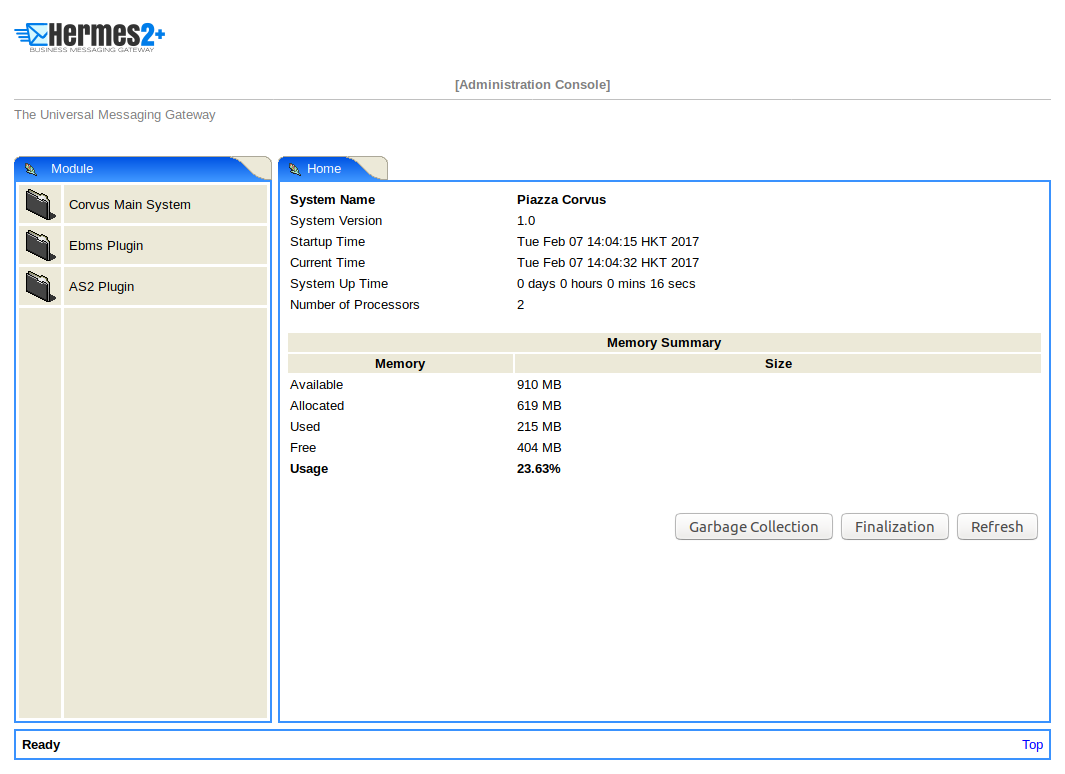 Hermes2+
BUSINESS MESSAGING GATEWAY
[Administration Console]
The Universal Messaging Gateway
Module
Corvus Main System
Ebms Plugin
AS2 Plugin
Home
System Name Piazza Corvus
System Version 1.0
Startup Time Tue Feb 07 14:04:15 HKT 2017
Current Time Tue Feb 07 14:04:32 HKT 2017
System Up Time 0 days 0 hours 0 mins 16 secs
Number of Processors 2
Memory Summary
Memory Size
Available 910 MB
Allocated 619 MB
Used 215 MB
Free 404 MB
Usage 23.63%
Garbage Collection Finalization Refresh
Ready Top